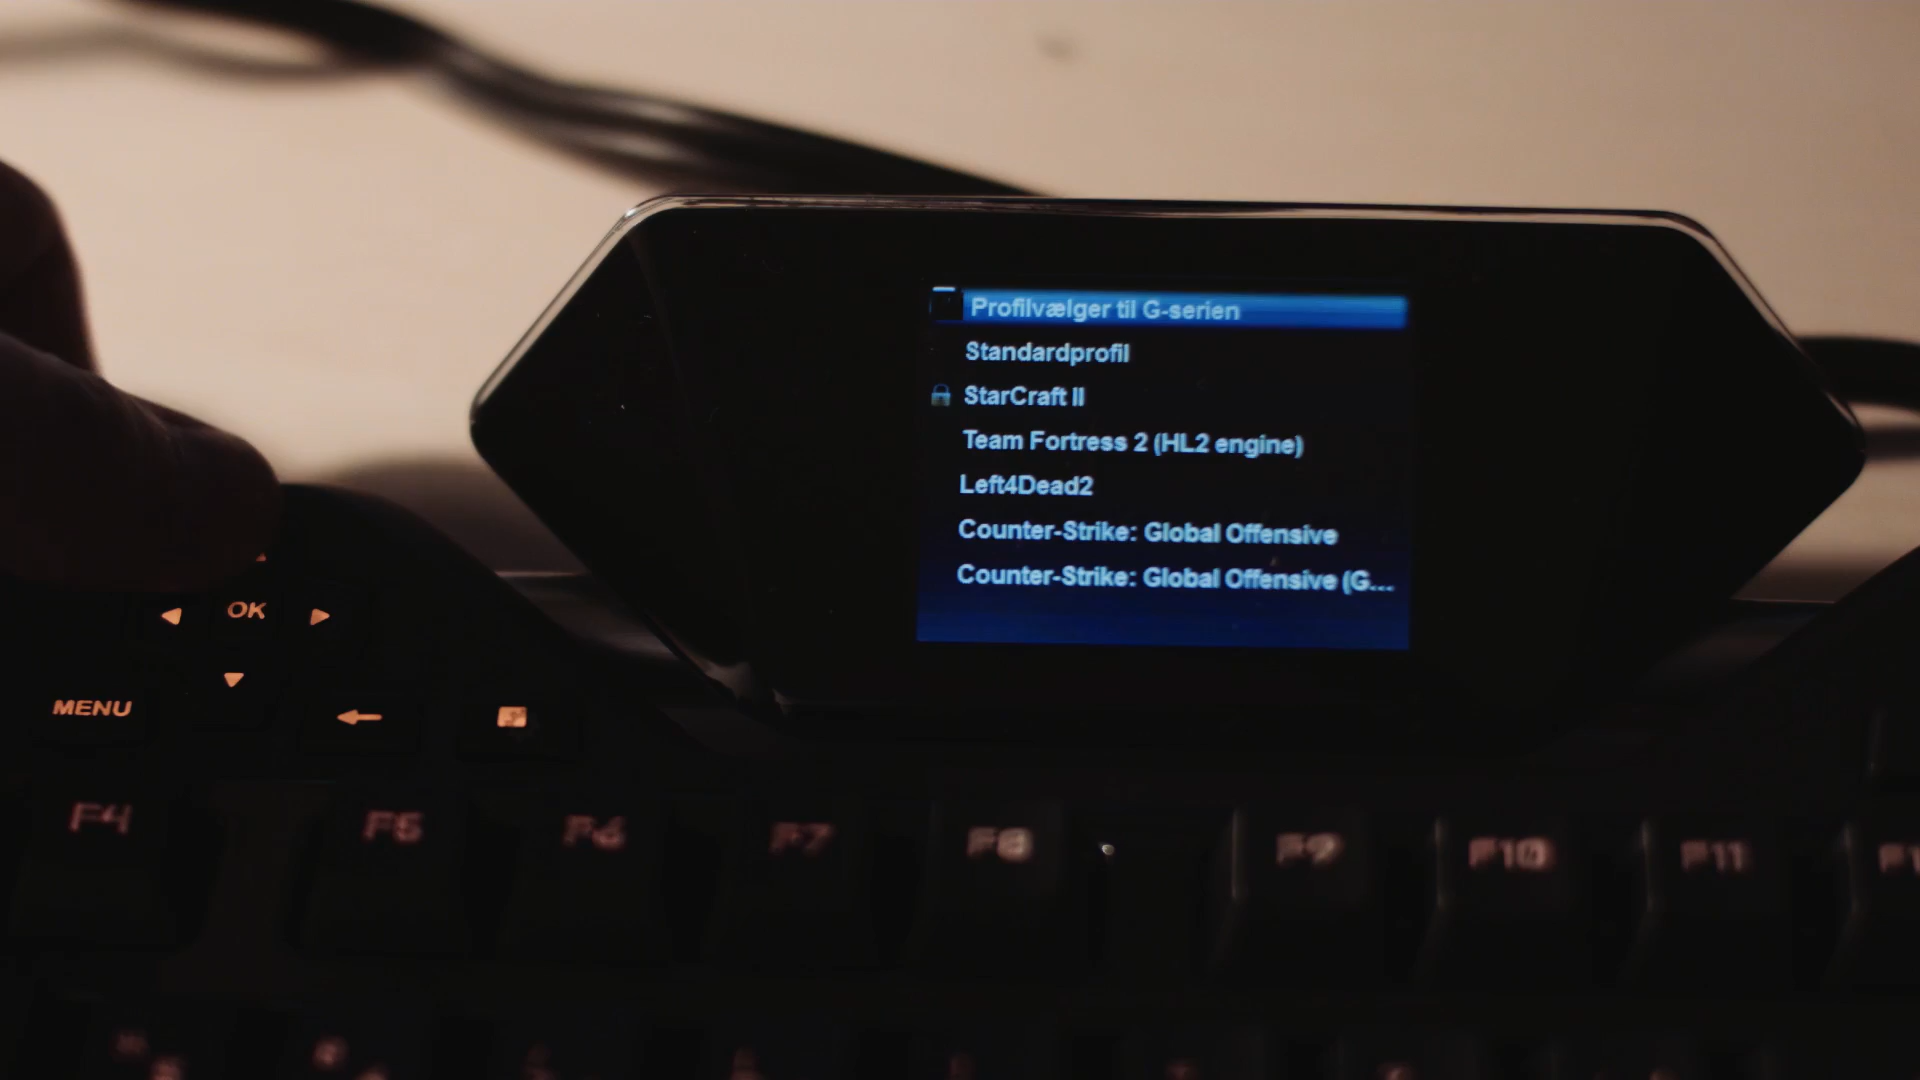 Profilvælger til G-serien
Standardprofil
StarCraft II
Team Fortress 2 (HL2 engine)
Left4Dead2
Counter-Strike: Global Offensive
Counter-Strike: Global Offensive (G...
OK
MENU
F4 F5 F6 F7 F8 F9 F10 F11